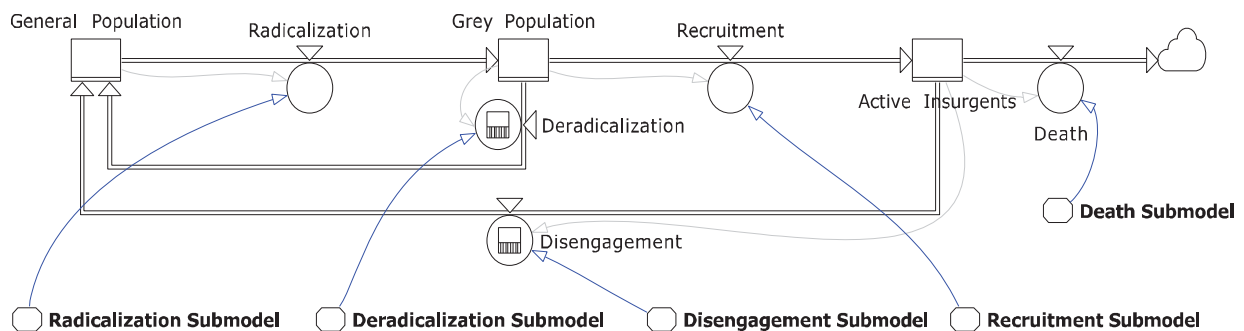 General Population
Radicalization
Grey Population
Recruitment
Active Insurgents
Death
Deradicalization
Disengagement
Death Submodel
Radicalization Submodel
Deradicalization Submodel
Disengagement Submodel
Recruitment Submodel